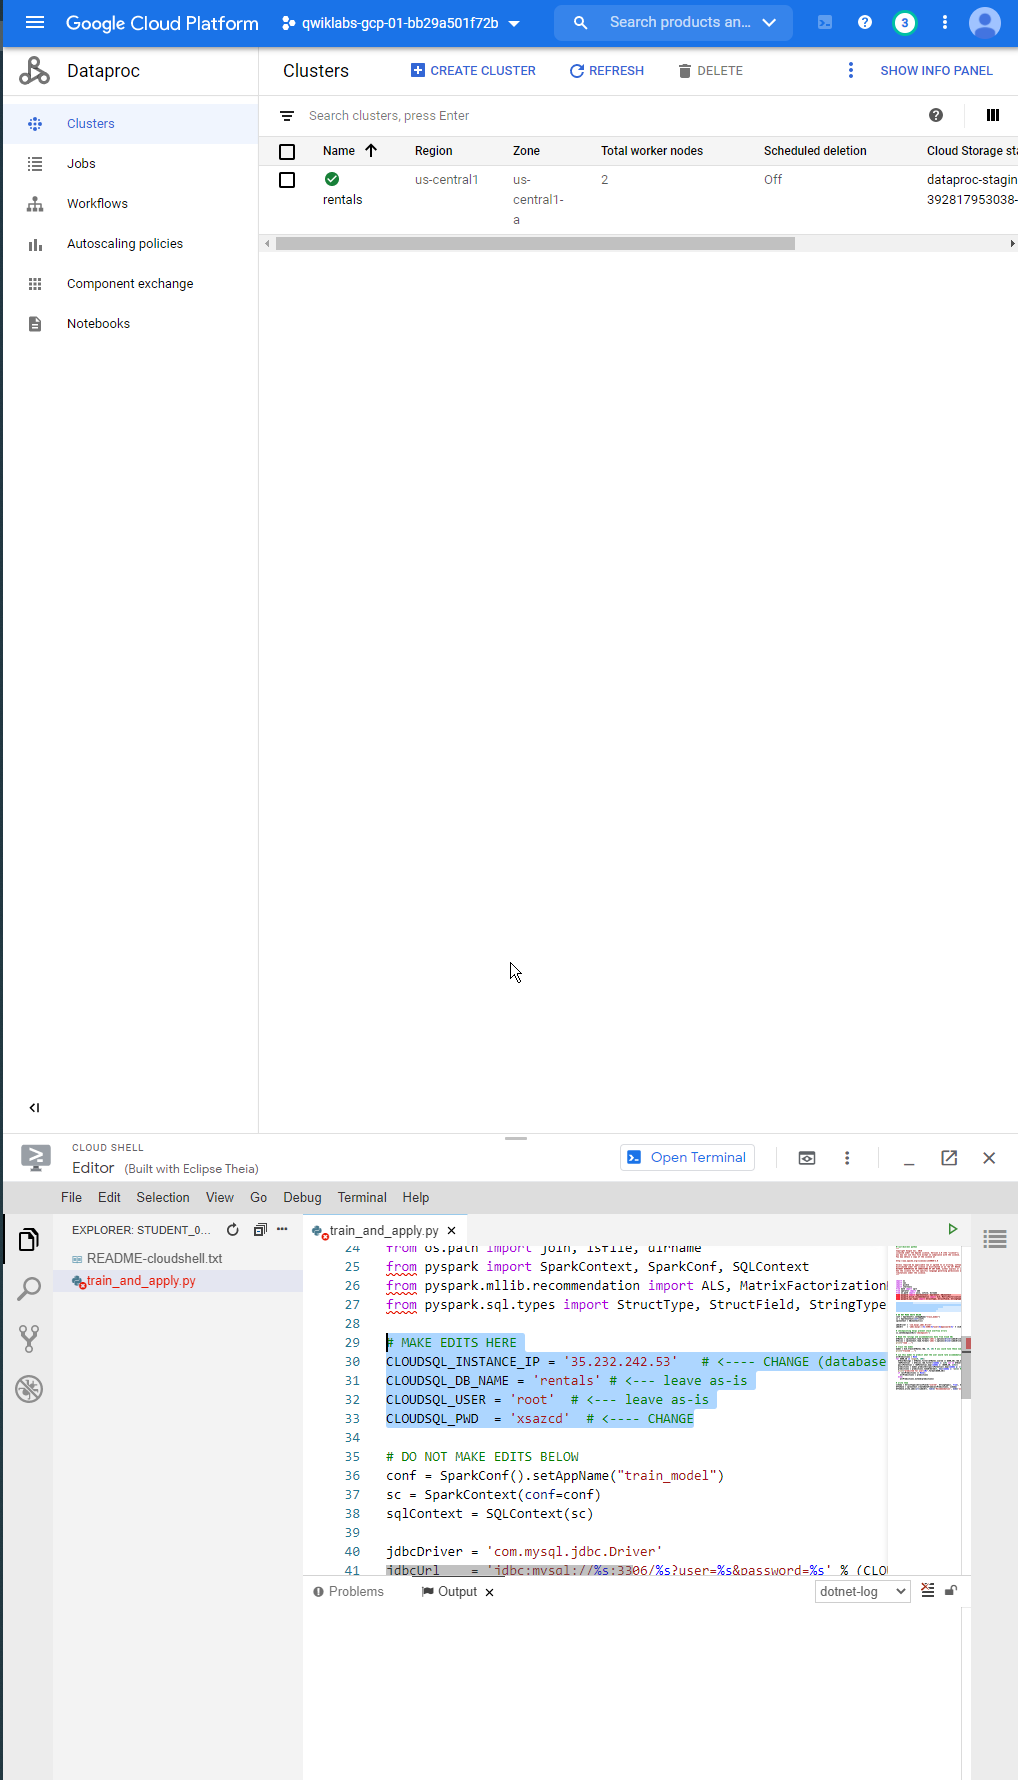 Google Cloud Platform
qwiklabs-gcp-01-bb29a501f72b
Search products an...
3
Dataproc
Clusters
CREATE CLUSTER
REFRESH
DELETE
SHOW INFO PANEL
Clusters
Jobs
Workflows
Autoscaling policies
Component exchange
Notebooks
Search clusters, press Enter
Name
Region
Zone
Total worker nodes
Scheduled deletion
Cloud Storage sta
rentals
us-central1
us-
central1-
a
2
Off
dataproc-stagin
392817953038-
CLOUD SHELL
Editor (Built with Eclipse Theia)
Open Terminal
File Edit Selection View Go Debug Terminal Help
EXPLORER: STUDENT_0...
README-cloudshell.txt
train_and_apply.py
train_and_apply.py
24 from os.path import join, isfile, dirname
25 from pyspark import SparkContext, SparkConf, SQLContext
26 from pyspark.mllib.recommendation import ALS, Matrixfactorization
27 from pyspark.sql.types import StructType, StructField, StringType
28
29 # MAKE EDITS HERE
30 CLOUDSQL_INSTANCE_IP = '35.232.242.53'   # <---- CHANGE (database
31 CLOUDSQL_DB_NAME = 'rentals' # <--- leave as-is
32 CLOUDSQL_USER = 'root'  # <--- leave as-is
33 CLOUDSQL_PWD  = 'xsazcd'  # <---- CHANGE
34
35 # DO NOT MAKE EDITS BELOW
36 conf = SparkConf().setAppName("train_model")
37 sc = SparkContext(conf=conf)
38 sqlContext = SQLContext(sc)
39
40 jdbcDriver = 'com.mysql.jdbc.Driver'
41 jdbcUrl    = 'jdbc:mysql://%s:3306/%s?user=%s&password=%s' % (CLO
Problems
Output
dotnet-log